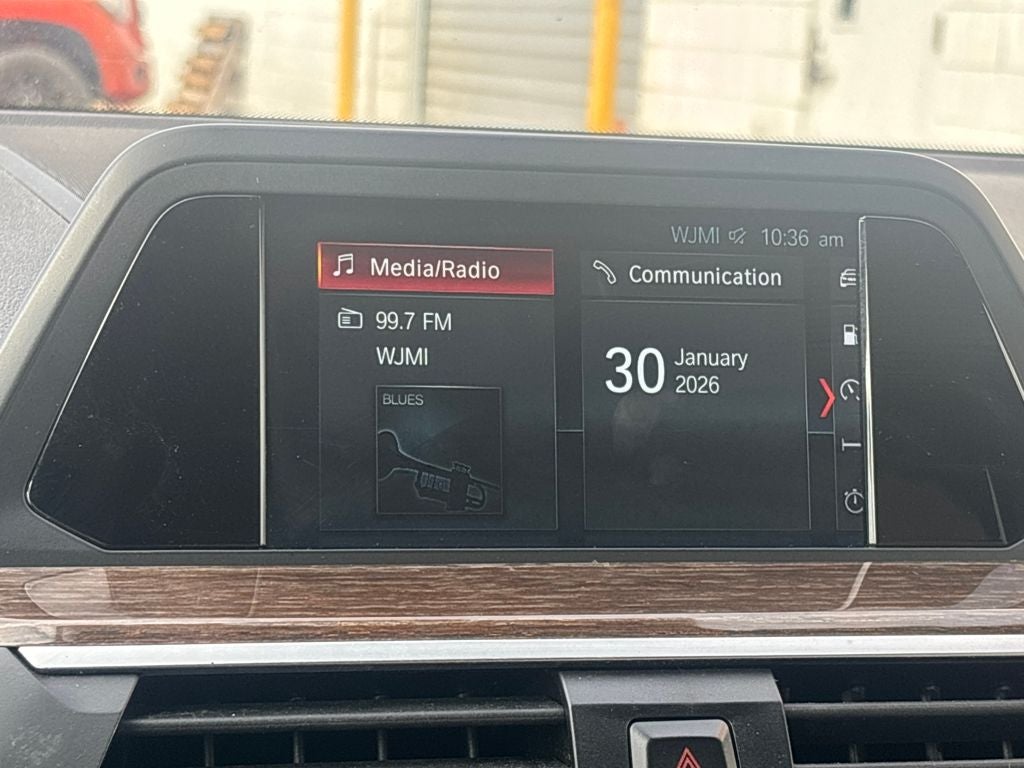 WJMI 10:36 am
Media/Radio
99.7 FM
WJMI
BLUES
Communication
30 January
2026